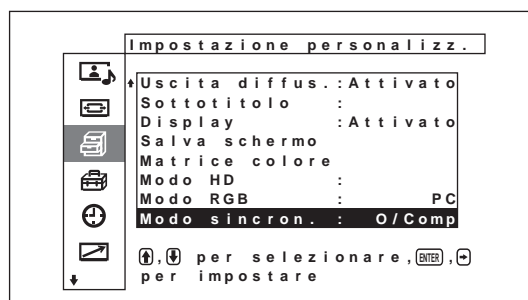 Impostazione personalizz.
Uscita diffus.:Attivato
Sottotitolo :
Display :Attivato
Salva schermo
Matrice colore
Modo HD :
Modo RGB : PC
Modo sincron. : O/Comp
, per selezionare, ENTER ,
per impostare